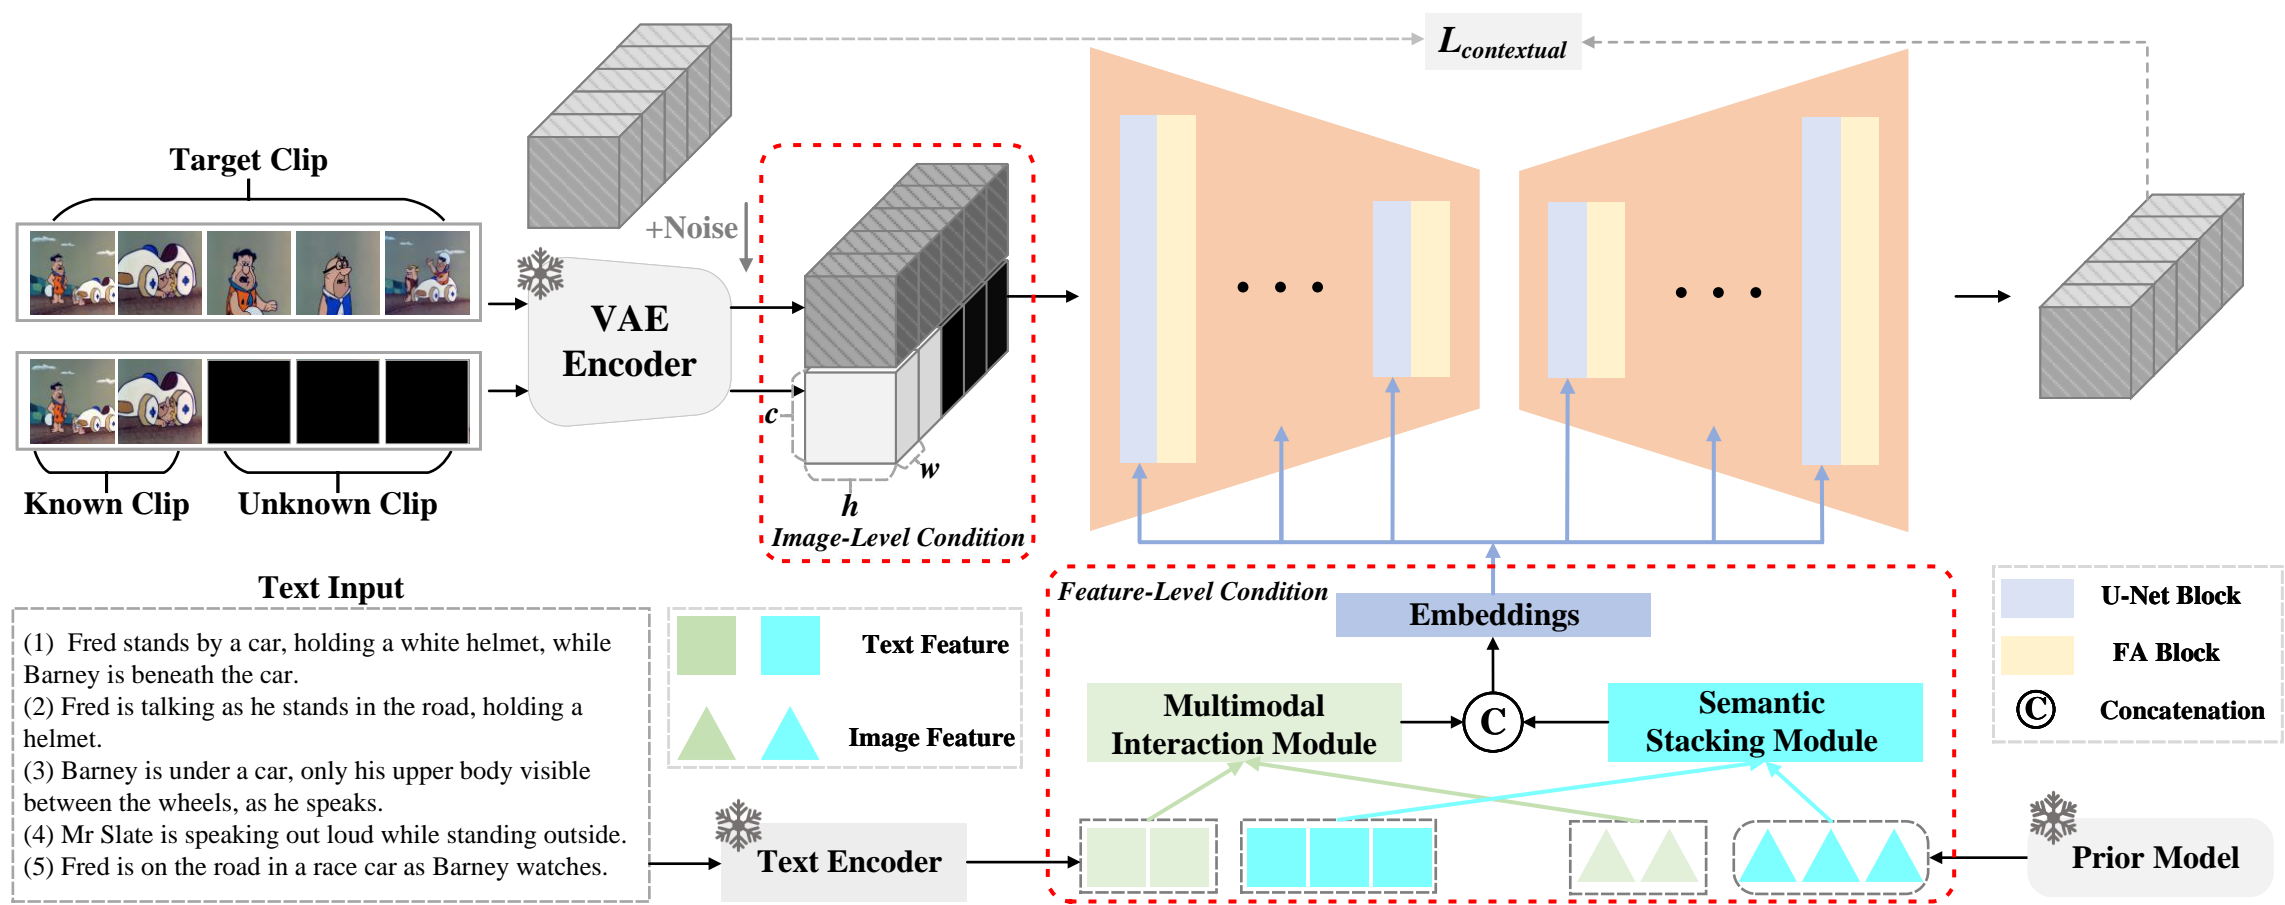 L_contextual
Target Clip
+Noise
VAE
Encoder
c
w
h
Known Clip
Unknown Clip
Image-Level Condition
Text Input
(1) Fred stands by a car, holding a white helmet, while
Barney is beneath the car.
(2) Fred is talking as he stands in the road, holding a
helmet.
(3) Barney is under a car, only his upper body visible
between the wheels, as he speaks.
(4) Mr Slate is speaking out loud while standing outside.
(5) Fred is on the road in a race car as Barney watches.
Text Feature
Image Feature
Text Encoder
Feature-Level Condition
Embeddings
Multimodal
Interaction Module
C
Semantic
Stacking Module
Prior Model
U-Net Block
FA Block
C Concatenation